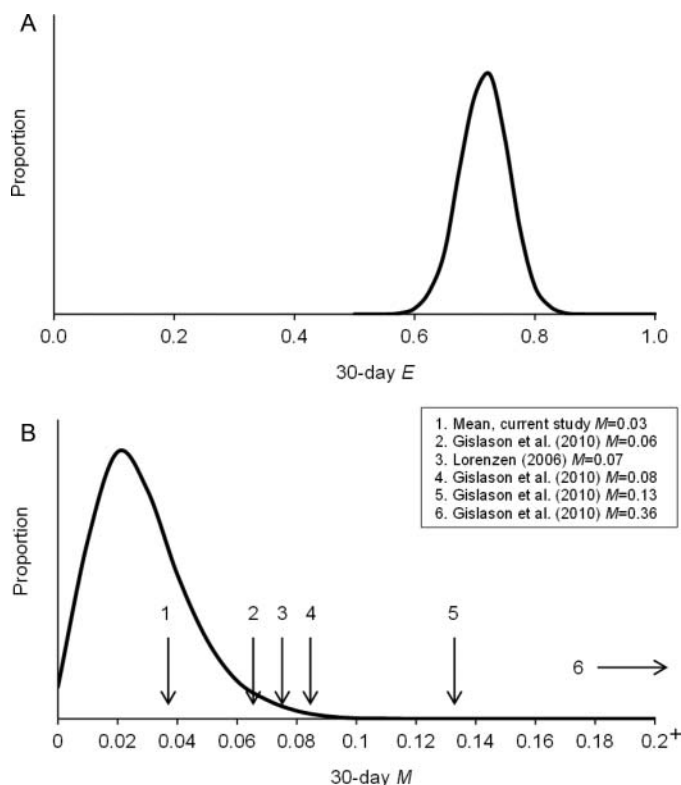 A
Proportion
0.0 0.2 0.4 0.6 0.8 1.0
30-day E
B
1. Mean, current study M=0.03
2. Gislason et al. (2010) M=0.06
3. Lorenzen (2006) M=0.07
4. Gislason et al. (2010) M=0.08
5. Gislason et al. (2010) M=0.13
6. Gislason et al. (2010) M=0.36
Proportion
1 2 3 4 5
6
0 0.02 0.04 0.06 0.08 0.1 0.12 0.14 0.16 0.18 0.2+
30-day M